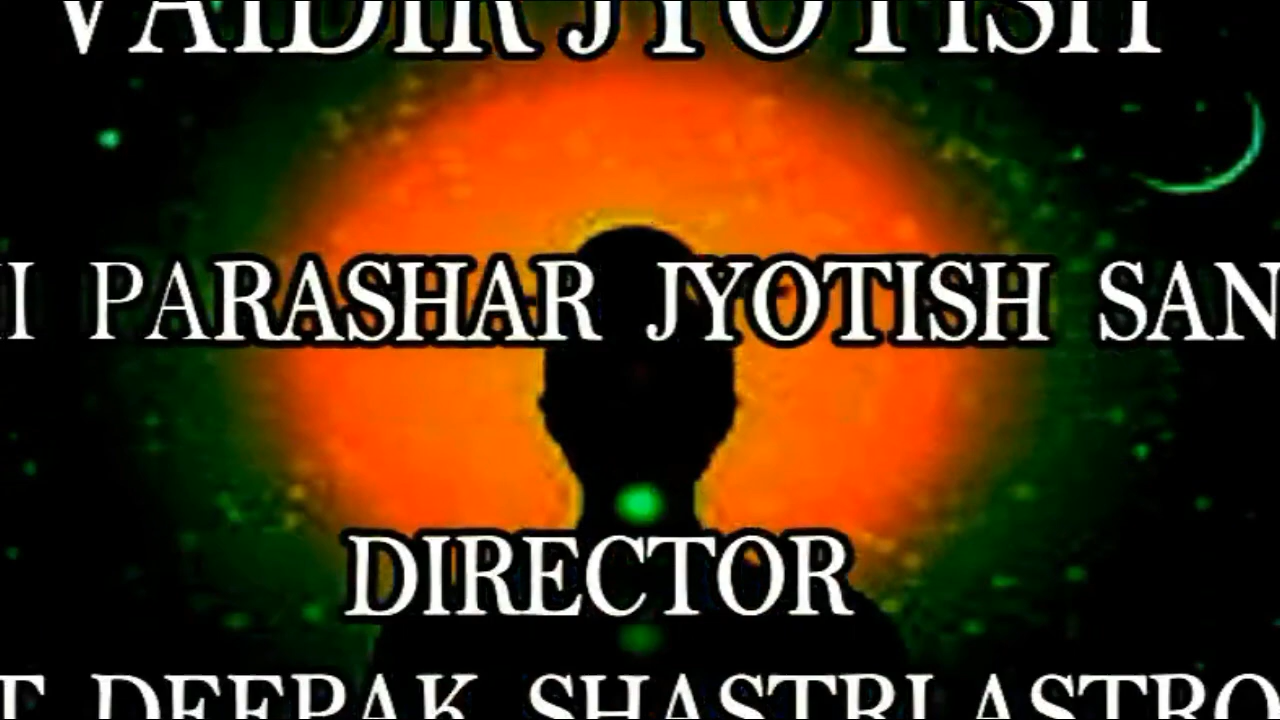 VAIDIK JYOTISH
PARASHAR JYOTISH SAN
DIRECTOR
DEEPAK SHASTRI ASTRO